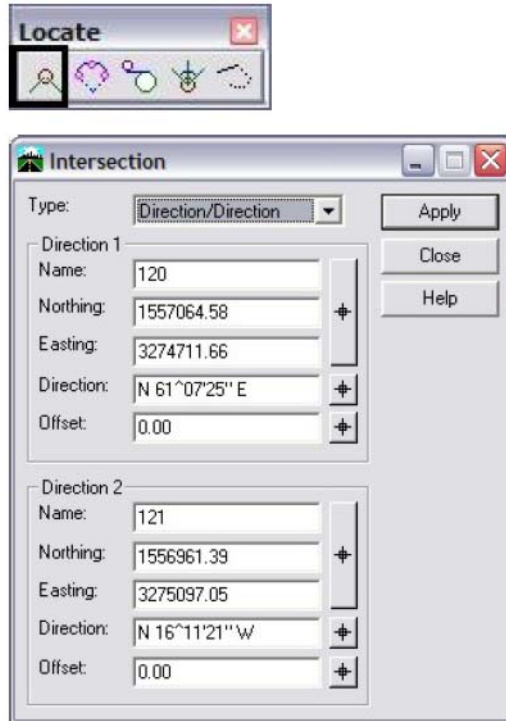 Locate
Intersection
Type: Direction/Direction Apply
Close
Help
Direction 1
Name: 120
Northing: 1557064.58
Easting: 3274711.66
Direction: N 61^07'25" E
Offset: 0.00
Direction 2
Name: 121
Northing: 1556961.39
Easting: 3275097.05
Direction: N 16^11'21" W
Offset: 0.00